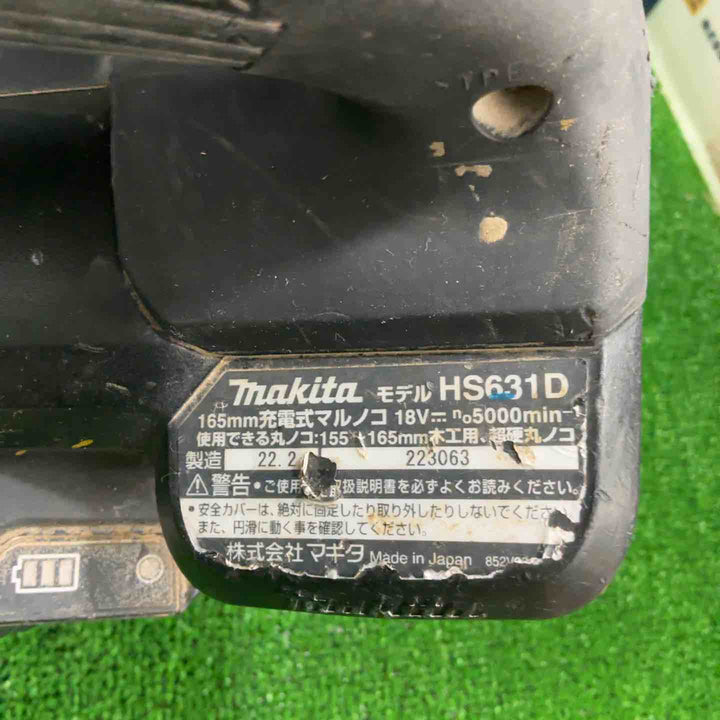 makita モデル HS631D
165mm充電式マルノコ 18V⎓ n₀5000min⁻¹
使用できる丸ノコ:155 165mm木工用、超硬丸ノコ
製造 22.2 223063
⚠警告 •ご使用 取扱説明書を必ずよくお読みください。
•安全カバーは、絶対に固定したり取り外したりしないでください
また、円滑に動く事を確認してください。
株式会社マキタ Made in Japan